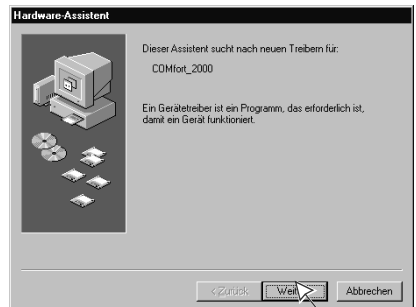 Hardware-Assistent
Dieser Assistent sucht nach neuen Treibern für:
COMfort_2000
Ein Gerätetreiber ist ein Programm, das erforderlich ist,
damit ein Gerät funktioniert.
< Zurück Weit Abbrechen